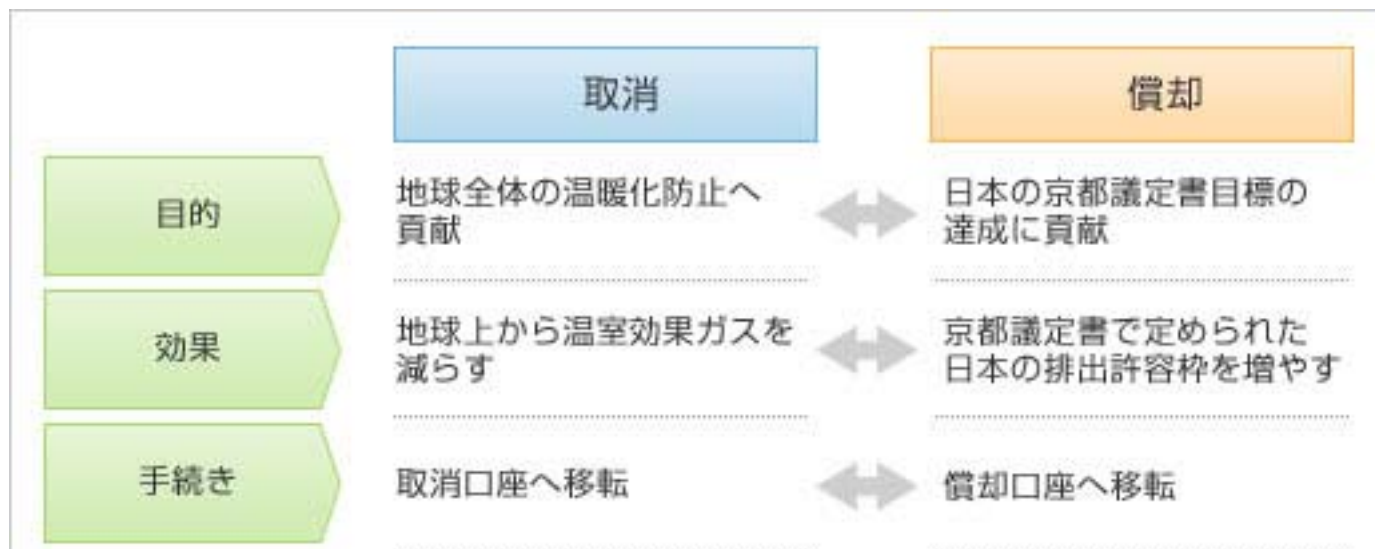 取消
償却
目的
地球全体の温暖化防止へ
貢献
日本の京都議定書目標の
達成に貢献
効果
地球上から温室効果ガスを
減らす
京都議定書で定められた
日本の排出許容枠を増やす
手続き
取消口座へ移転
償却口座へ移転